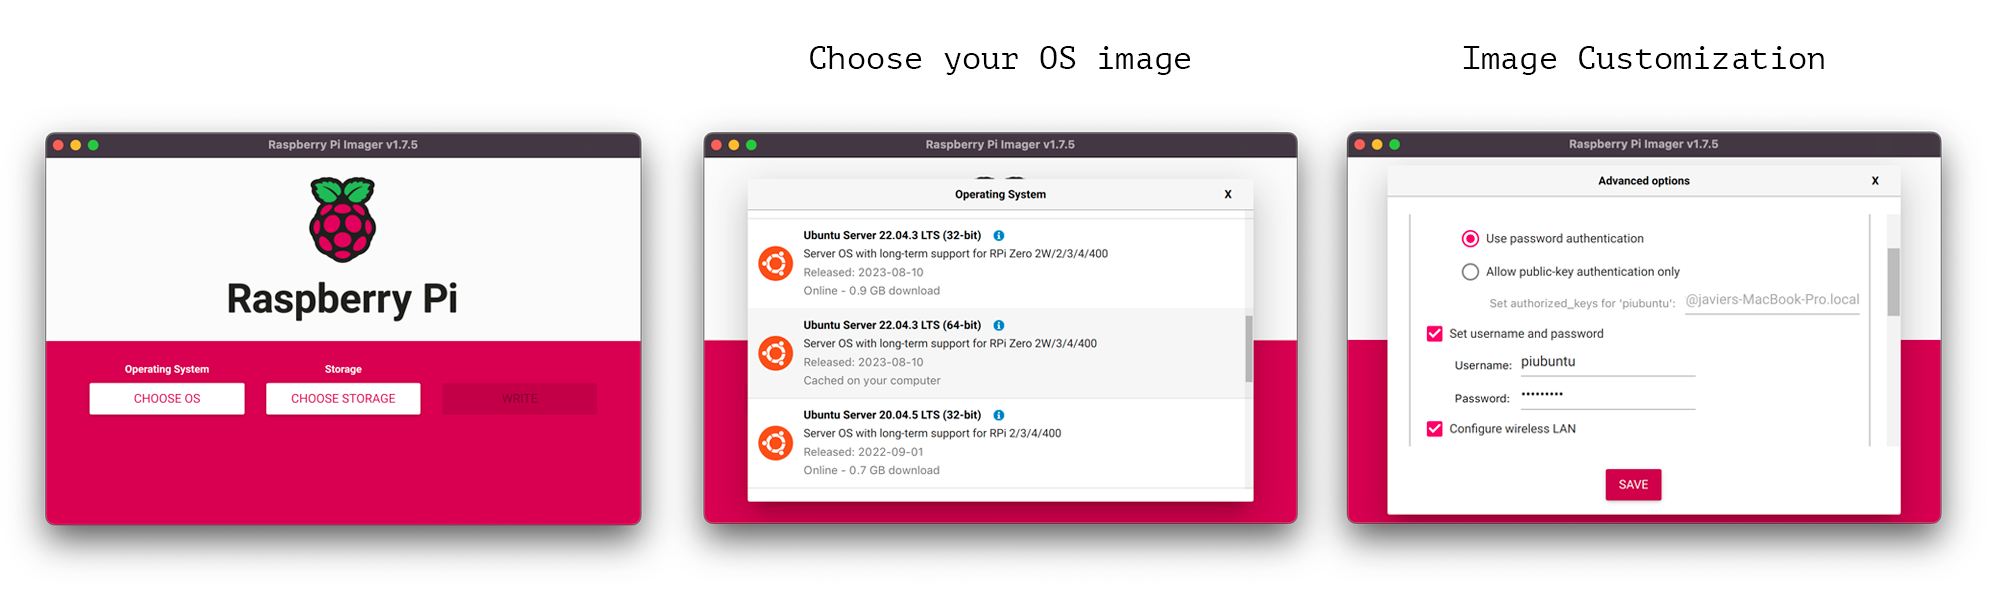 Choose your OS image
Image Customization
Raspberry Pi Imager v1.7.5
Raspberry Pi
Operating System
Storage
CHOOSE OS
CHOOSE STORAGE
WRITE
Raspberry Pi Imager v1.7.5
Operating System
X
Ubuntu Server 22.04.3 LTS (32-bit)
Server OS with long-term support for RPi Zero 2W/2/3/4/400
Released: 2023-08-10
Online - 0.9 GB download
Ubuntu Server 22.04.3 LTS (64-bit)
Server OS with long-term support for RPi Zero 2W/3/4/400
Released: 2023-08-10
Cached on your computer
Ubuntu Server 20.04.5 LTS (32-bit)
Server OS with long-term support for RPi 2/3/4/400
Released: 2022-09-01
Online - 0.7 GB download
Raspberry Pi Imager v1.7.5
Advanced options
X
Use password authentication
Allow public-key authentication only
Set authorized_keys for 'piubuntu': @javiers-MacBook-Pro.local
Set username and password
Username: piubuntu
Password: •••••••••
Configure wireless LAN
SAVE